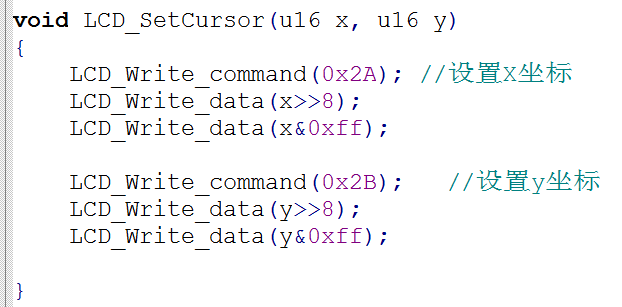 void LCD_SetCursor(u16 x, u16 y)
{
LCD_Write_command(0x2A); //设置X坐标
LCD_Write_data(x>>8);
LCD_Write_data(x&0xff);
LCD_Write_command(0x2B); //设置y坐标
LCD_Write_data(y>>8);
LCD_Write_data(y&0xff);
}